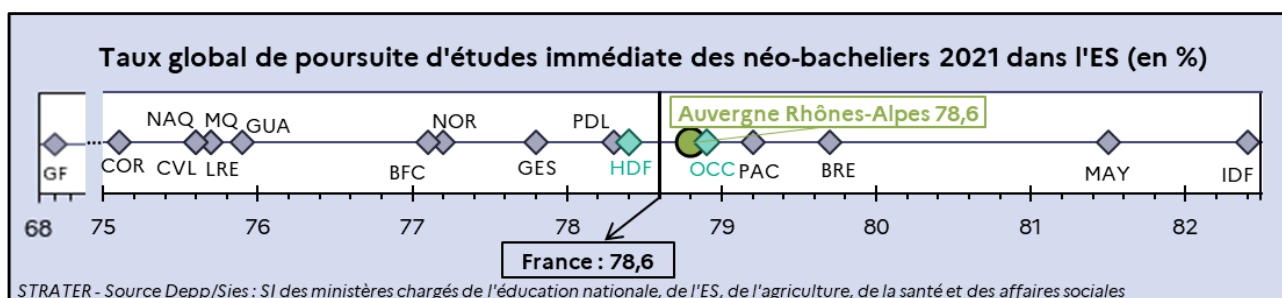 Taux global de poursuite d'études immédiate des néo-bacheliers 2021 dans l'ES (en %)
Auvergne Rhônes-Alpes 78,6
NAQ MQ GUA NOR PDL
GF COR CVL LRE BFC GES HDF OCC PAC BRE MAY IDF
68 75 76 77 78 79 80 81 82
France : 78,6
STRATER - Source Depp/Sies : SI des ministères chargés de l'éducation nationale, de l'ES, de l'agriculture, de la santé et des affaires sociales